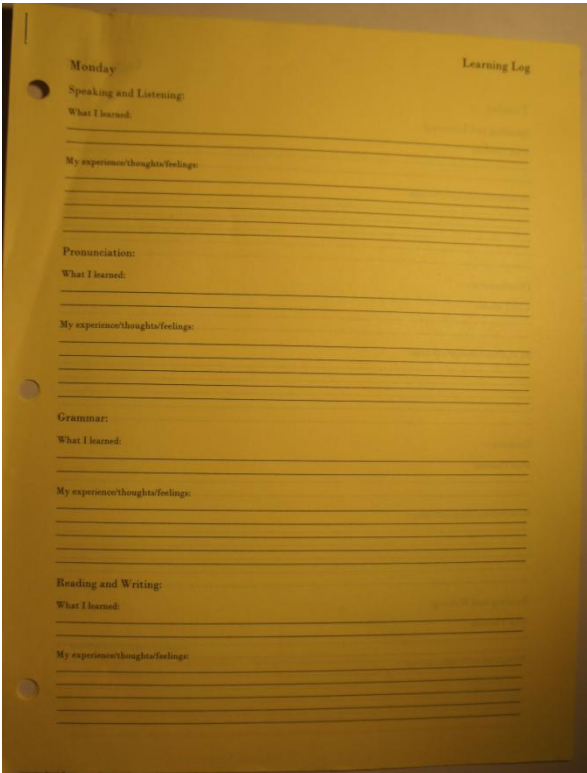 Monday Learning Log
Speaking and Listening:
What I learned:
My experience/thoughts/feelings:
Pronunciation:
What I learned:
My experience/thoughts/feelings:
Grammar:
What I learned:
My experience/thoughts/feelings:
Reading and Writing:
What I learned:
My experience/thoughts/feelings: